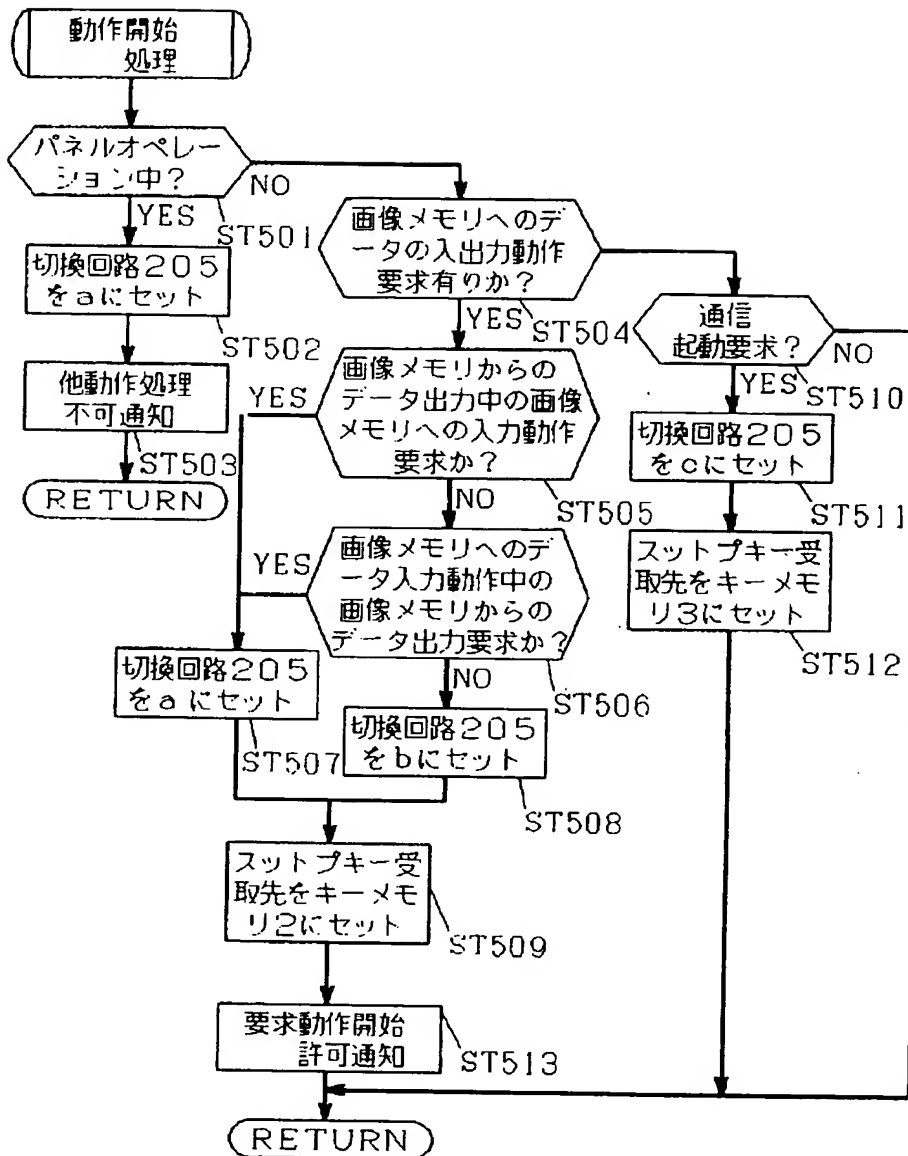 動作開始
処理
パネルオペレー
ション中?
NO
YES
ST501
切換回路205
をaにセット
ST502
他動作処理
不可通知
ST503
RETURN
画像メモリへのデ
ータの入出力動作
要求有りか?
YES
ST504
画像メモリからの
データ出力中の画像
メモリへの入力動作
要求か?
YES
NO
ST505
画像メモリへのデ
ータ入力動作中の
画像メモリからの
データ出力要求か?
YES
NO
ST506
切換回路205
をaにセット
ST507
切換回路205
をbにセット
ST508
スットプキー受
取先をキーメモ
リ2にセット
ST509
要求動作開始
許可通知
ST513
RETURN
通信
起動要求?
NO
YES
ST510
切換回路205
をcにセット
ST511
スットプキー受
取先をキーメモ
リ3にセット
ST512